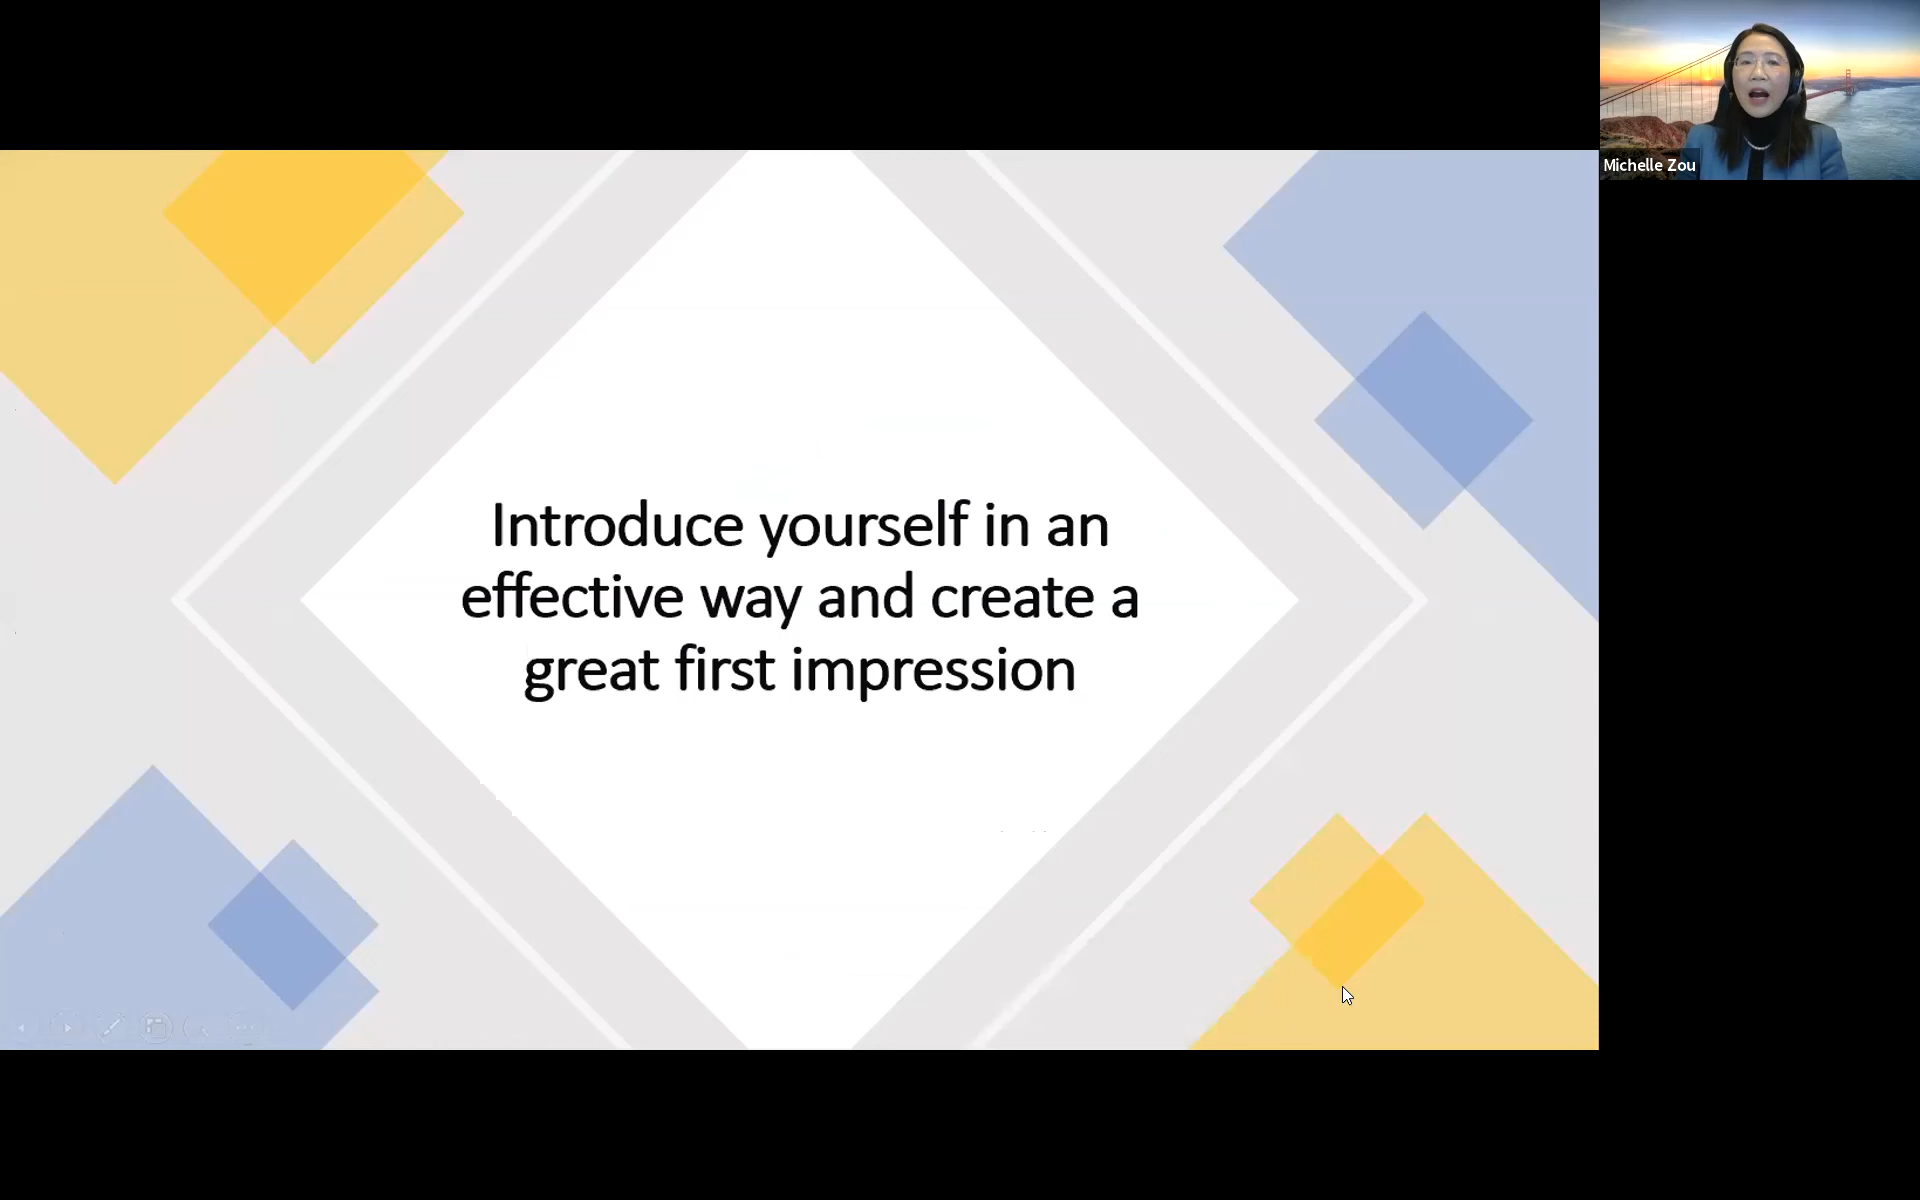 Michelle Zou
Introduce yourself in an
effective way and create a
great first impression